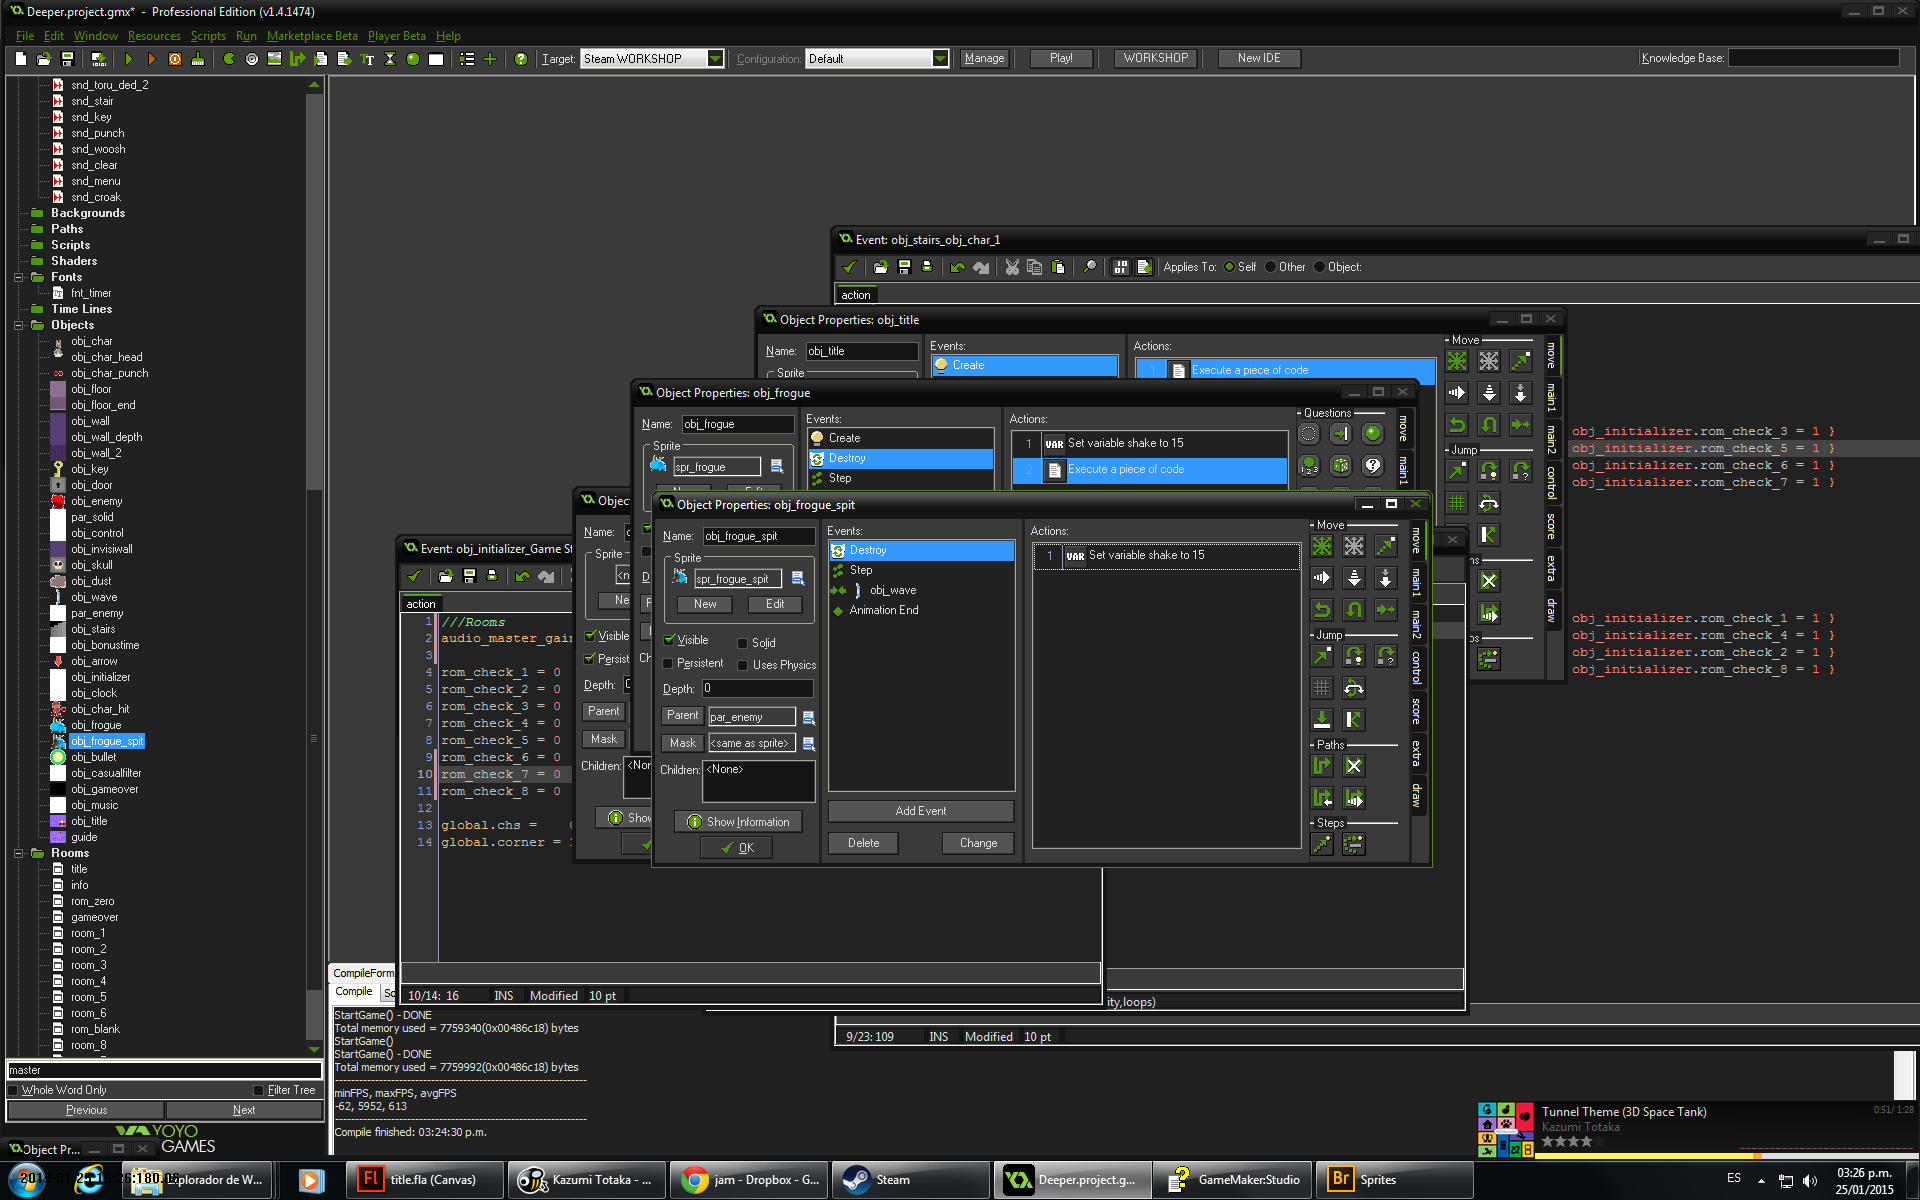 Deeper.project.gmx* - Professional Edition (v1.4.1474)
File Edit Window Resources Scripts Run Marketplace Beta Player Beta Help
Target: Steam WORKSHOP Configuration: Default Manage Play! WORKSHOP New IDE Knowledge Base:
snd_toru_ded_2
snd_stair
snd_key
snd_punch
snd_woosh
snd_clear
snd_menu
snd_croak
Backgrounds
Paths
Scripts
Shaders
Fonts
fnt_timer
Time Lines
Objects
obj_char
obj_char_head
obj_char_punch
obj_floor
obj_floor_end
obj_wall
obj_wall_depth
obj_wall_2
obj_key
obj_door
obj_enemy
par_solid
obj_control
obj_invisiwall
obj_skull
obj_dust
obj_wave
par_enemy
obj_stairs
obj_bonustime
obj_arrow
obj_initializer
obj_clock
obj_char_hit
obj_frogue
obj_frogue_spit
obj_bullet
obj_casualfilter
obj_gameover
obj_music
obj_title
guide
Rooms
title
info
rom_zero
gameover
room_1
room_2
room_3
room_4
room_5
room_6
rom_blank
room_8
master
Whole Word Only Filter Tree
Previous Next
YOYO GAMES
Object Pr...
Event: obj_stairs_obj_char_1
Applies To: Self Other Object:
action
obj_initializer.rom_check_3 = 1 }
obj_initializer.rom_check_5 = 1 }
obj_initializer.rom_check_6 = 1 }
obj_initializer.rom_check_7 = 1 }
obj_initializer.rom_check_1 = 1 }
obj_initializer.rom_check_4 = 1 }
obj_initializer.rom_check_2 = 1 }
obj_initializer.rom_check_8 = 1 }
9/23: 109 INS Modified 10 pt
Object Properties: obj_title
Name: obj_title
Sprite
Events:
Create
Actions:
1 Execute a piece of code
Move
Jump
move
main1
main2
control
score
extra
draw
Object Properties: obj_frogue
Name: obj_frogue
Sprite
spr_frogue
Events:
Create
Destroy
Step
Actions:
1 VAR Set variable shake to 15
2 Execute a piece of code
Questions
move
main1
Name:
Sprite
Visible
Persist
Depth:
Parent
Mask
Children:
ity,loops)
Event: obj_initializer_Game St
action
1 ///Rooms
2 audio_master_gain
3
4 rom_check_1 = 0
5 rom_check_2 = 0
6 rom_check_3 = 0
7 rom_check_4 = 0
8 rom_check_5 = 0
9 rom_check_6 = 0
10 rom_check_7 = 0
11 rom_check_8 = 0
12
13 global.chs =
14 global.corner =
10/14: 16 INS Modified 10 pt
Object Properties: obj_frogue_spit
Name: obj_frogue_spit
Sprite
spr_frogue_spit
New Edit
Visible Solid
Persistent Uses Physics
Depth: 0
Parent par_enemy
Mask <same as sprite>
Children: <None>
Show Information
OK
Events:
Destroy
Step
obj_wave
Animation End
Add Event
Delete Change
Actions:
1 VAR Set variable shake to 15
Move
Jump
Paths
Steps
move
main1
main2
control
score
extra
draw
CompileForm
Compile
StartGame() - DONE
Total memory used = 7759340(0x00486c18) bytes
StartGame()
StartGame() - DONE
Total memory used = 7759992(0x00486c18) bytes
minFPS, maxFPS, avgFPS
-62, 5952, 613
Compile finished: 03:24:30 p.m.
Tunnel Theme (3D Space Tank) 0:51/ 1:28
Kazumi Totaka
Explorador de W... title.fla (Canvas) Kazumi Totaka - ... jam - Dropbox - G... Steam Deeper.project.g... GameMaker:Studio Sprites
ES 03:26 p.m.
25/01/2015